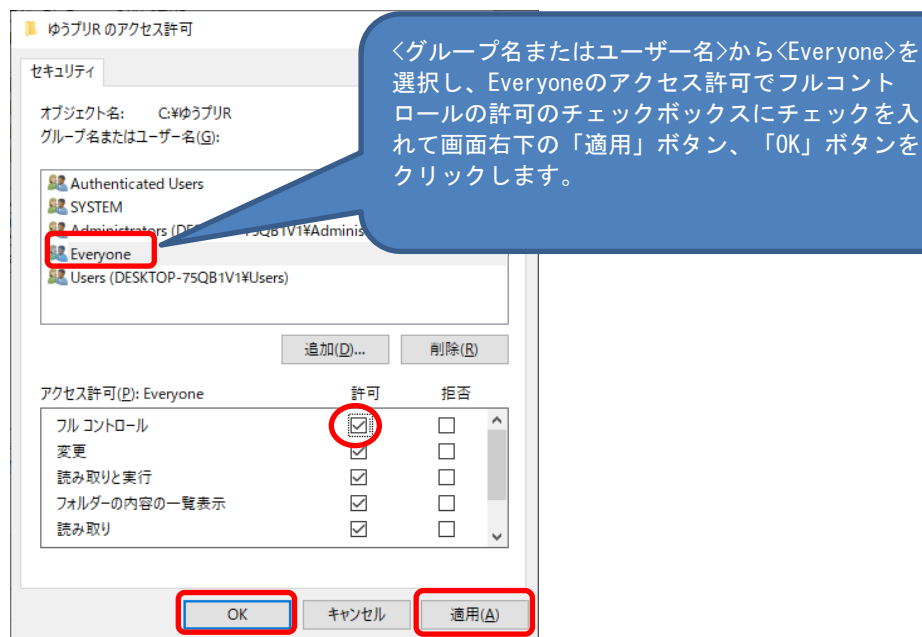 ゆうプリR のアクセス許可
<グループ名またはユーザー名>から<Everyone>を
選択し、Everyoneのアクセス許可でフルコント
ロールの許可のチェックボックスにチェックを入
れて画面右下の「適用」ボタン、「OK」ボタンを
クリックします。
セキュリティ
オブジェクト名: C:¥ゆうプリR
グループ名またはユーザー名(G):
Authenticated Users
SYSTEM
Administrators
Everyone
Users (DESKTOP-75QB1V1¥Users)
追加(D)... 削除(R)
アクセス許可(P): Everyone 許可 拒否
フル コントロール
変更
読み取りと実行
フォルダーの内容の一覧表示
読み取り
OK キャンセル 適用(A)